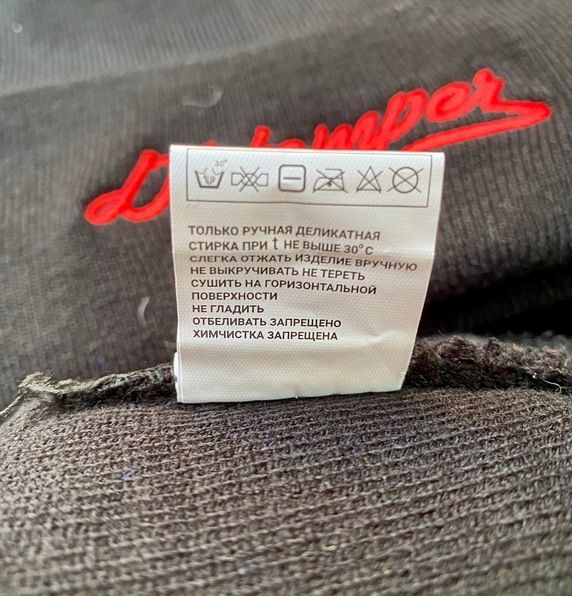 30°
ТОЛЬКО РУЧНАЯ ДЕЛИКАТНАЯ
СТИРКА ПРИ t НЕ ВЫШЕ 30°С
СЛЕГКА ОТЖАТЬ ИЗДЕЛИЕ ВРУЧНУЮ
НЕ ВЫКРУЧИВАТЬ НЕ ТЕРЕТЬ
СУШИТЬ НА ГОРИЗОНТАЛЬНОЙ
ПОВЕРХНОСТИ
НЕ ГЛАДИТЬ
ОТБЕЛИВАТЬ ЗАПРЕЩЕНО
ХИМЧИСТКА ЗАПРЕЩЕНА